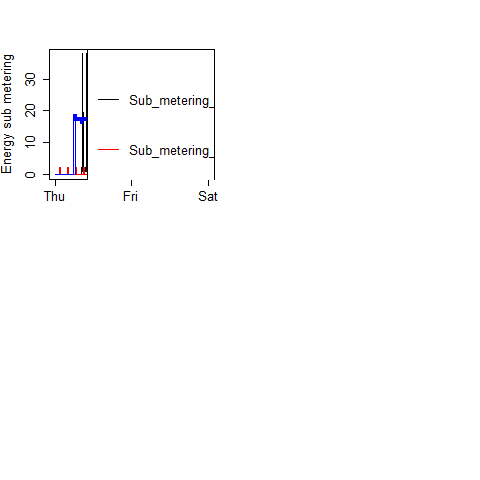 Energy sub metering
30
20
10
0
Sub_metering_
Sub_metering_
Thu Fri Sat